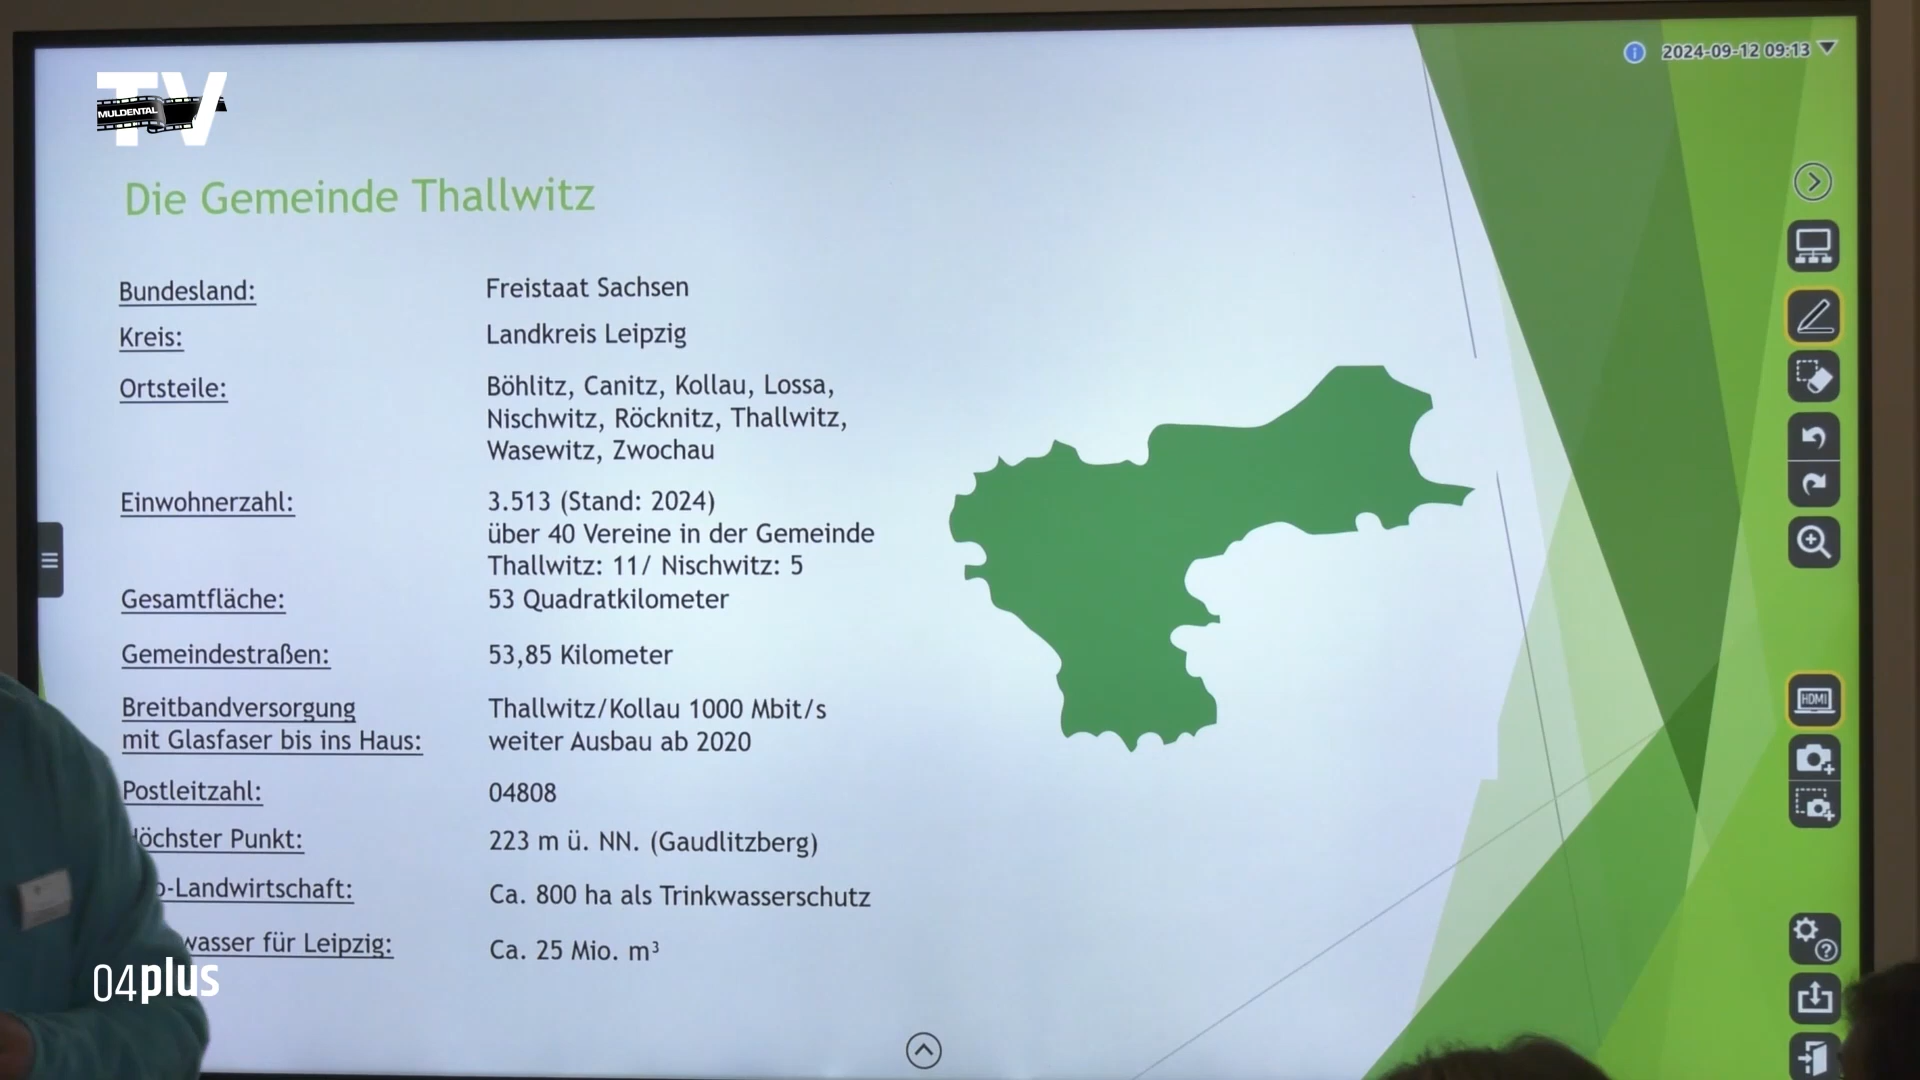 TV
MULDENTAL
2024-09-12 09:13
Die Gemeinde Thallwitz
Bundesland: Freistaat Sachsen
Kreis: Landkreis Leipzig
Ortsteile: Böhlitz, Canitz, Kollau, Lossa,
Nischwitz, Röcknitz, Thallwitz,
Wasewitz, Zwochau
Einwohnerzahl: 3.513 (Stand: 2024)
über 40 Vereine in der Gemeinde
Thallwitz: 11/ Nischwitz: 5
Gesamtfläche: 53 Quadratkilometer
Gemeindestraßen: 53,85 Kilometer
Breitbandversorgung Thallwitz/Kollau 1000 Mbit/s
mit Glasfaser bis ins Haus: weiter Ausbau ab 2020
Postleitzahl: 04808
öchster Punkt: 223 m ü. NN. (Gaudlitzberg)
-Landwirtschaft: Ca. 800 ha als Trinkwasserschutz
wasser für Leipzig: Ca. 25 Mio. m³
04plus
HDMI